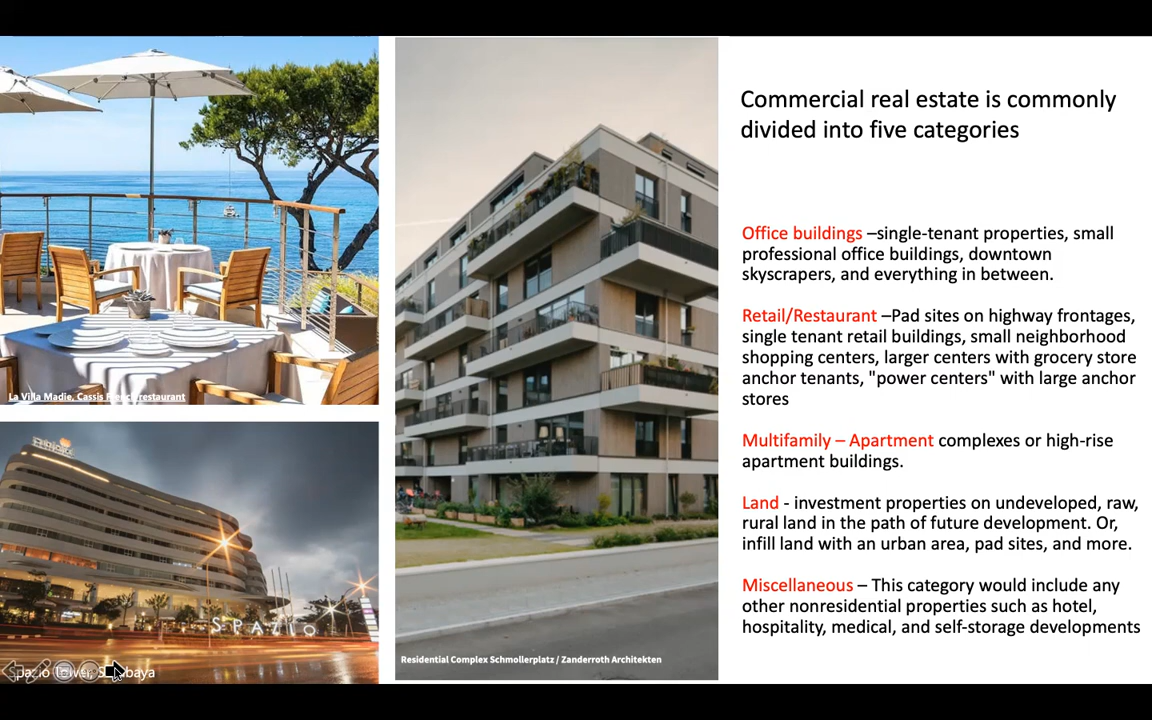 Commercial real estate is commonly
divided into five categories
Office buildings –single-tenant properties, small
professional office buildings, downtown
skyscrapers, and everything in between.
Retail/Restaurant –Pad sites on highway frontages,
single tenant retail buildings, small neighborhood
shopping centers, larger centers with grocery store
anchor tenants, "power centers" with large anchor
stores
Multifamily – Apartment complexes or high-rise
apartment buildings.
Land - investment properties on undeveloped, raw,
rural land in the path of future development. Or,
infill land with an urban area, pad sites, and more.
Miscellaneous – This category would include any
other nonresidential properties such as hotel,
hospitality, medical, and self-storage developments
La Villa Madie, Cassis French restaurant
SPAZIO
Spazio Tower, Surabaya
Residential Complex Schmollerplatz / Zanderroth Architekten